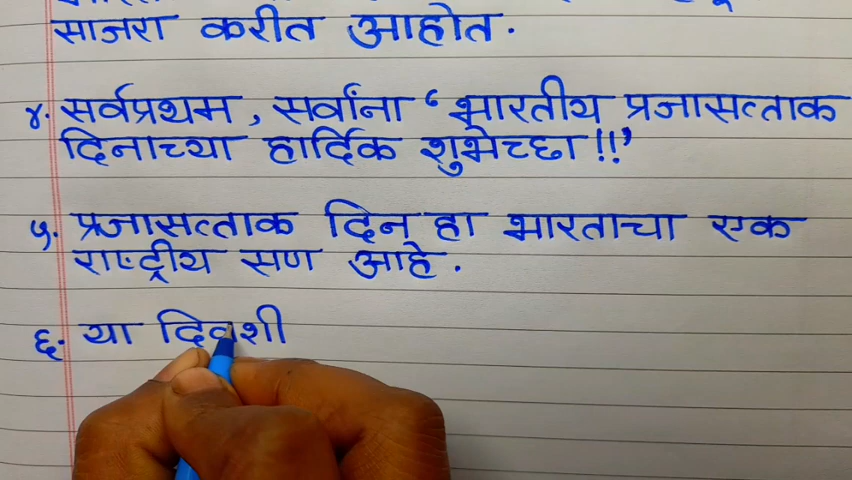 साजरा करीत आहोत.
४. सर्वप्रथम, सर्वांना ‘भारतीय प्रजासत्ताक
दिनाच्या हार्दिक शुभेच्छा!!’
५. प्रजासत्ताक दिन हा भारताचा एक
राष्ट्रीय सण आहे.
६. या दिवशी